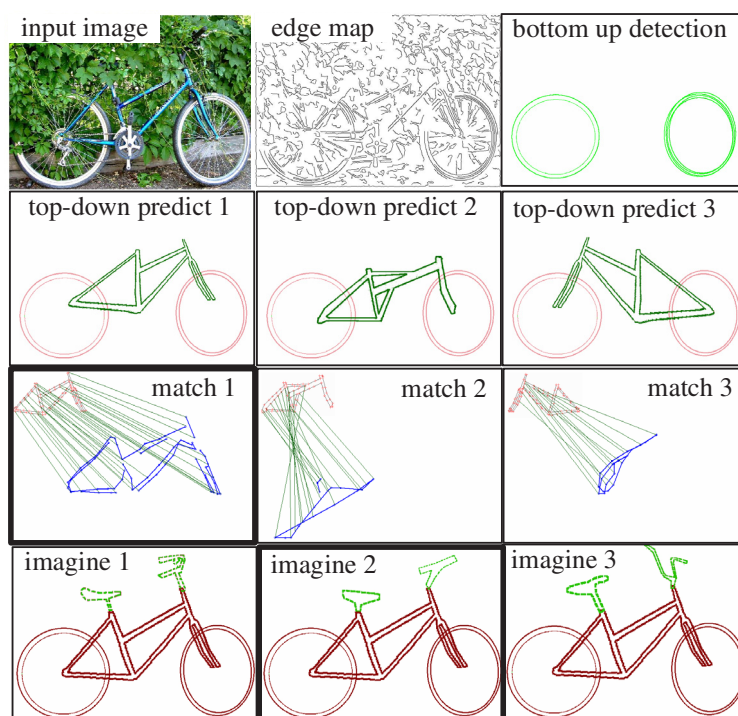 input image
edge map
bottom up detection
top-down predict 1
top-down predict 2
top-down predict 3
match 1
match 2
match 3
imagine 1
imagine 2
imagine 3